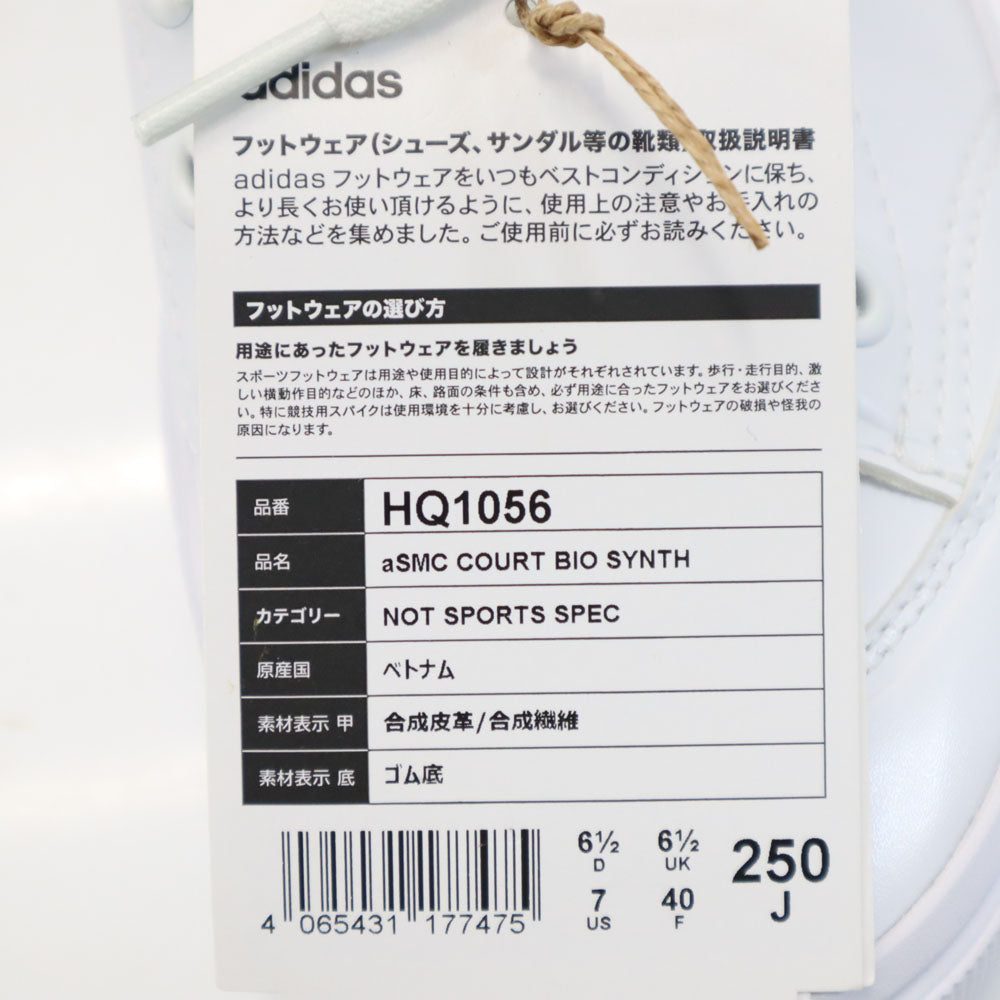 adidas
フットウェア(シューズ、サンダル等の靴類)取扱説明書
adidas フットウェアをいつもベストコンディションに保ち、
より長くお使い頂けるように、使用上の注意やお手入れの
方法などを集めました。ご使用前に必ずお読みください。
フットウェアの選び方
用途にあったフットウェアを履きましょう
スポーツフットウェアは用途や使用目的によって設計がそれぞれされています。歩行・走行目的、激
しい横動作目的などのほか、床、路面の条件も含め、必ず用途に合ったフットウェアをお選びくださ
い。特に競技用スパイクは使用環境を十分に考慮し、お選びください。フットウェアの破損や怪我の
原因になります。
品番 HQ1056
品名 aSMC COURT BIO SYNTH
カテゴリー NOT SPORTS SPEC
原産国 ベトナム
素材表示 甲 合成皮革/合成繊維
素材表示 底 ゴム底
6½ 6½ 250
D UK J
7 40
US F
4 065431 177475